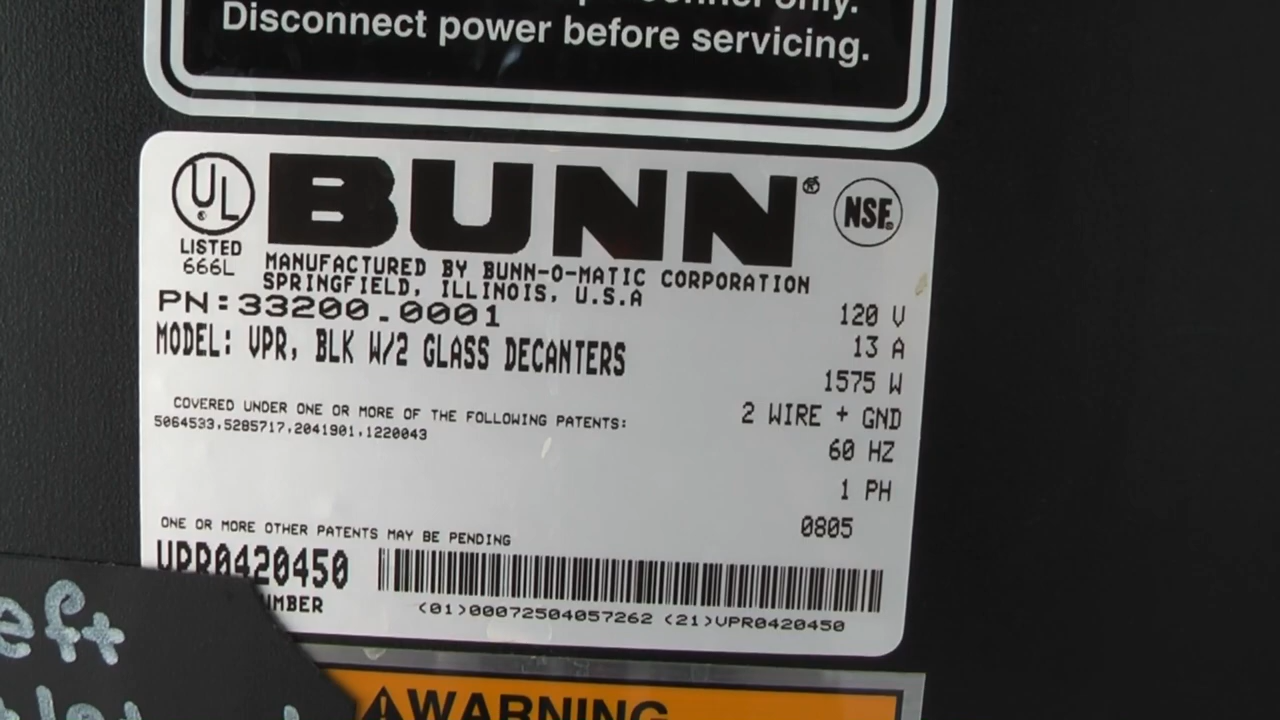 only.
Disconnect power before servicing.
UL
LISTED
666L
BUNN®
NSF®
MANUFACTURED BY BUNN-O-MATIC CORPORATION
SPRINGFIELD, ILLINOIS, U.S.A
PN:33200.0001
MODEL: VPR, BLK W/2 GLASS DECANTERS
120 V
13 A
1575 W
2 WIRE + GND
60 HZ
1 PH
0805
COVERED UNDER ONE OR MORE OF THE FOLLOWING PATENTS:
5064533,5285717,2041901,1220043
ONE OR MORE OTHER PATENTS MAY BE PENDING
VPR0420450
(01)00072504057262 (21)VPR0420450
WARNING